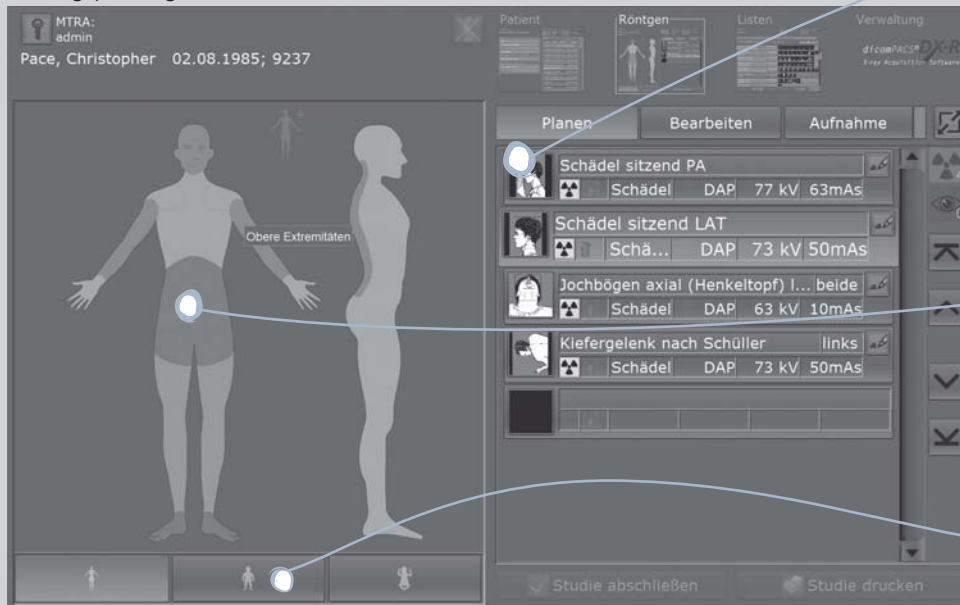 MTRA:
admin
Pace, Christopher 02.08.1985; 9237
Obere Extremitäten
Patient
Röntgen
Listen
Verwaltung
dicomPACS® DX-R
X-ray Acquisition Software
Planen
Bearbeiten
Aufnahme
Schädel sitzend PA
Schädel DAP 77 kV 63mAs
Schädel sitzend LAT
Schä... DAP 73 kV 50mAs
Jochbögen axial (Henkeltopf) l... beide
Schädel DAP 63 kV 10mAs
Kiefergelenk nach Schüller links
Schädel DAP 73 kV 50mAs
Studie abschließen
Studie drucken